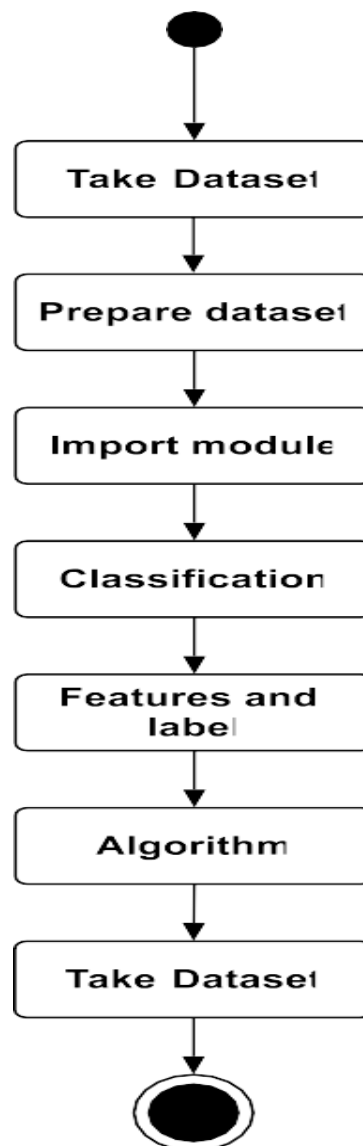 Take Dataset
Prepare dataset
Import module
Classification
Features and
label
Algorithm
Take Dataset